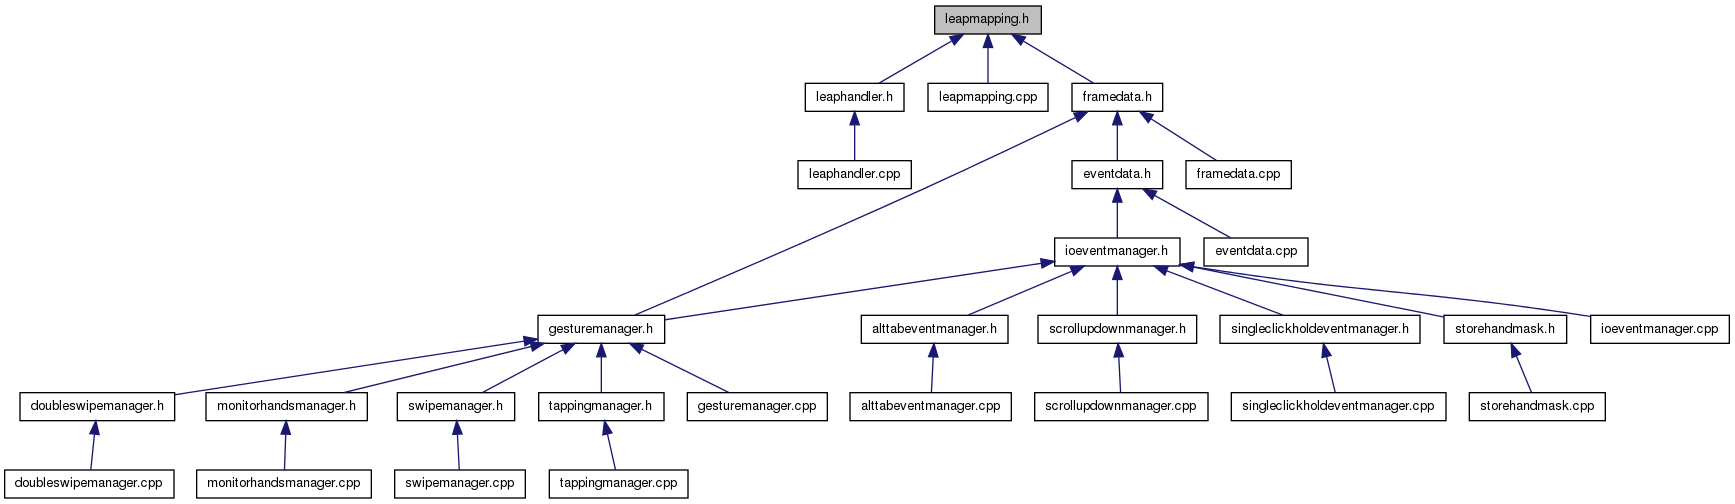 leapmapping.h
leaphandler.h
leapmapping.cpp
framedata.h
leaphandler.cpp
eventdata.h
framedata.cpp
ioeventmanager.h
eventdata.cpp
gesturemanager.h
alttabeventmanager.h
scrollupdownmanager.h
singleclickholdeventmanager.h
storehandmask.h
ioeventmanager.cpp
doubleswipemanager.h
monitorhandsmanager.h
swipemanager.h
tappingmanager.h
gesturemanager.cpp
alttabeventmanager.cpp
scrollupdownmanager.cpp
singleclickholdeventmanager.cpp
storehandmask.cpp
doubleswipemanager.cpp
monitorhandsmanager.cpp
swipemanager.cpp
tappingmanager.cpp